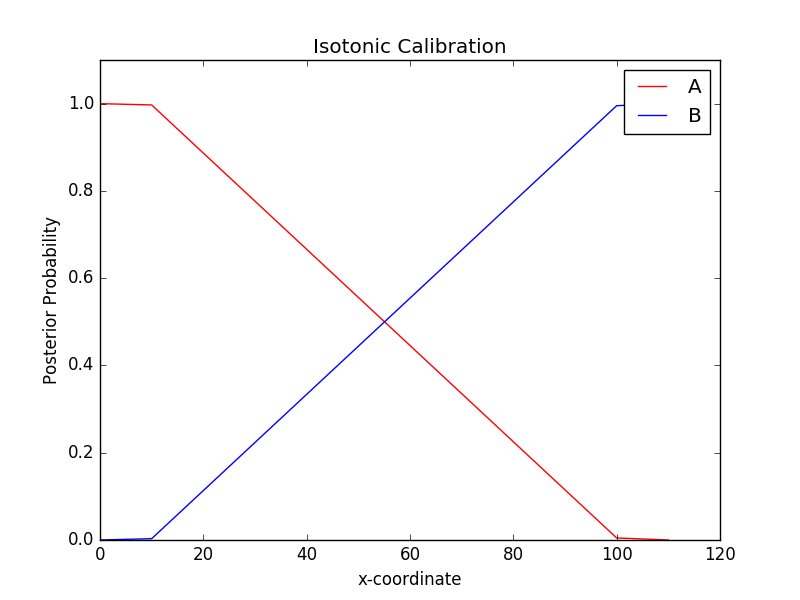 Isotonic Calibration
A
B
1.0
0.8
0.6
0.4
0.2
0.0
Posterior Probability
0 20 40 60 80 100 120
x-coordinate